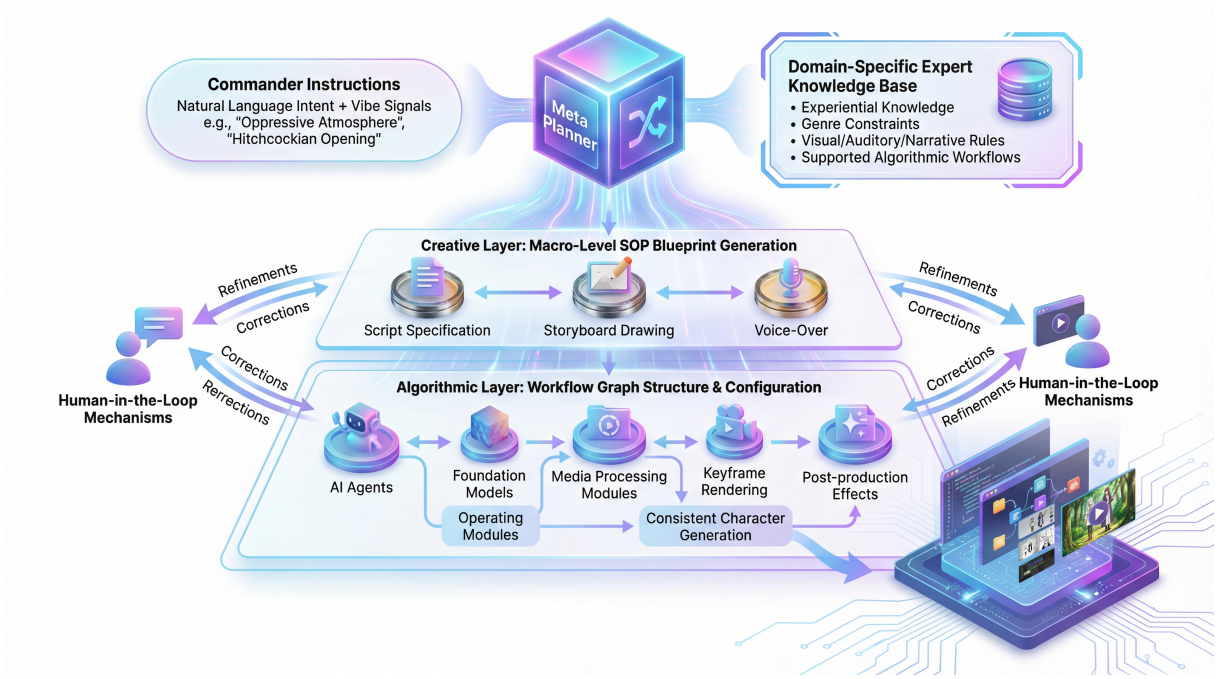 Commander Instructions
Natural Language Intent + Vibe Signals
e.g., “Oppressive Atmosphere”,
“Hitchcockian Opening”
Meta
Planner
Domain-Specific Expert
Knowledge Base
• Experiential Knowledge
• Genre Constraints
• Visual/Auditory/Narrative Rules
• Supported Algorithmic Workflows
Creative Layer: Macro-Level SOP Blueprint Generation
Script Specification
Storyboard Drawing
Voice-Over
Refinements
Corrections
Refinements
Corrections
Corrections
Rerrections
Corrections
Refinements
Human-in-the-Loop
Mechanisms
Human-in-the-Loop
Mechanisms
Algorithmic Layer: Workflow Graph Structure & Configuration
AI Agents
Foundation
Models
Media Processing
Modules
Keyframe
Rendering
Post-production
Effects
Operating
Modules
Consistent Character
Generation